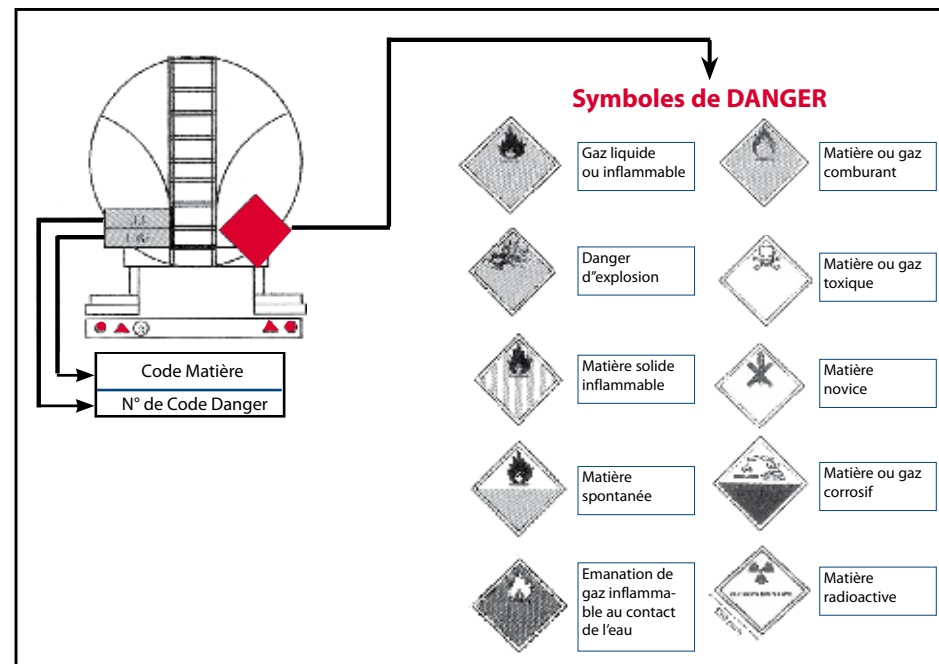 Symboles de DANGER
Gaz liquide
ou inflammable
Matière ou gaz
comburant
Danger
d"explosion
Matière ou gaz
toxique
Matière solide
inflammable
Matière
novice
Matière
spontanée
Matière ou gaz
corrosif
Emanation de
gaz inflamma-
ble au contact
de l'eau
Matière
radioactive
Code Matière
N° de Code Danger